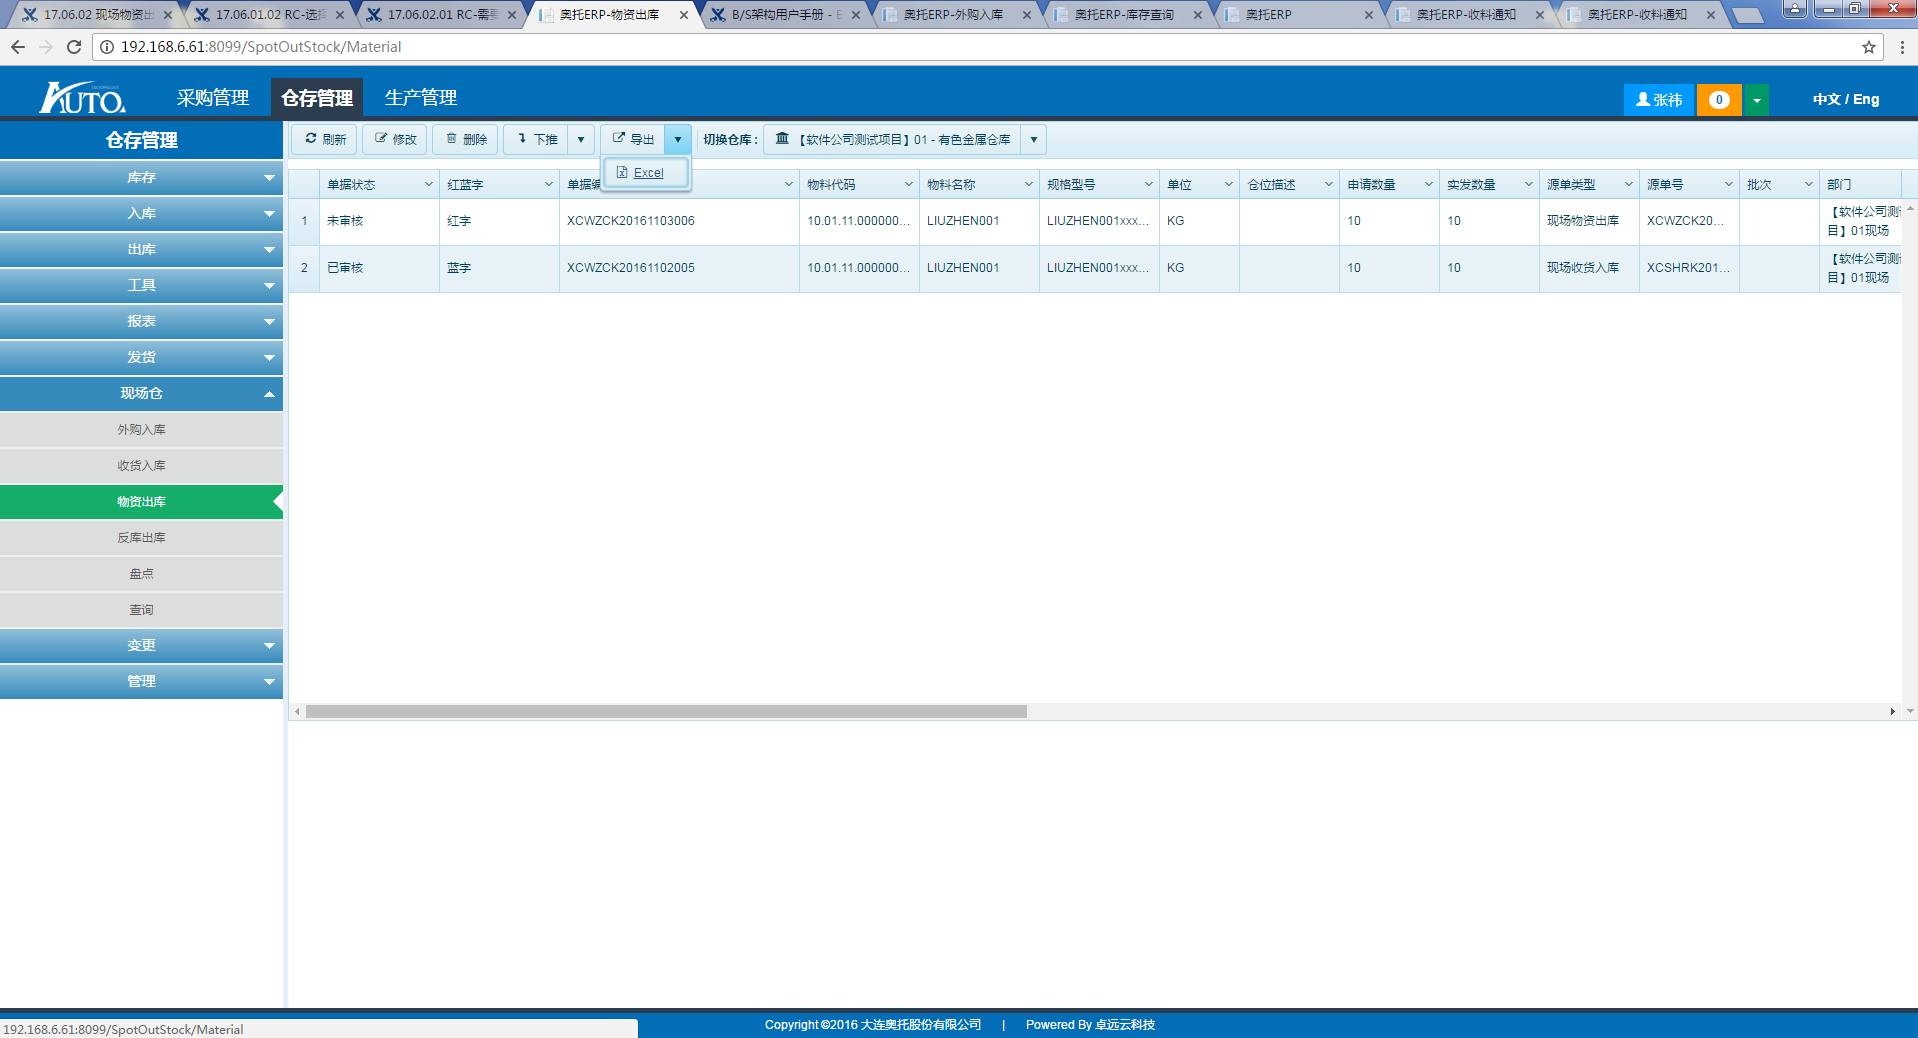 17.06.02 现场物资出
17.06.01.02 RC-选择
17.06.02.01 RC-需要
奥托ERP-物资出库
B/S架构用户手册 - E
奥托ERP-外购入库
奥托ERP-库存查询
奥托ERP
奥托ERP-收料通知
奥托ERP-收料通知
192.168.6.61:8099/SpotOutStock/Material
AUTO.
采购管理
仓存管理
生产管理
张祎
0
中文 / Eng
仓存管理
库存
入库
出库
工具
报表
发货
现场仓
外购入库
收货入库
物资出库
反库出库
盘点
查询
变更
管理
刷新
修改
删除
下推
导出
切换仓库 :
【软件公司测试项目】01 - 有色金属仓库
Excel
单据状态 红蓝字 单据 物料代码 物料名称 规格型号 单位 仓位描述 申请数量 实发数量 源单类型 源单号 批次 部门
1 未审核 红字 XCWZCK20161103006 10.01.11.000000... LIUZHEN001 LIUZHEN001xxx... KG 10 10 现场物资出库 XCWZCK20... 【软件公司测
目】01现场
2 已审核 蓝字 XCWZCK20161102005 10.01.11.000000... LIUZHEN001 LIUZHEN001xxx... KG 10 10 现场收货入库 XCSHRK201... 【软件公司测
目】01现场
192.168.6.61:8099/SpotOutStock/Material
Copyright ©2016 大连奥托股份有限公司 | Powered By 卓远云科技